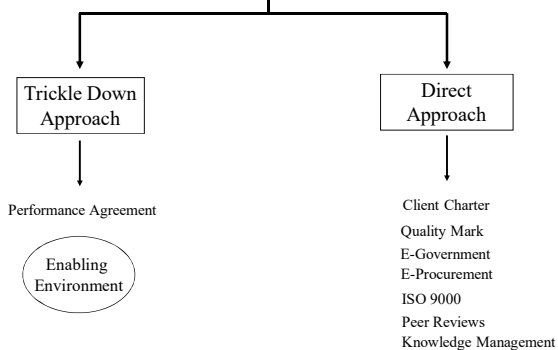 Trickle Down
Approach
Performance Agreement
Enabling
Environment
Direct
Approach
Client Charter
Quality Mark
E-Government
E-Procurement
ISO 9000
Peer Reviews
Knowledge Management